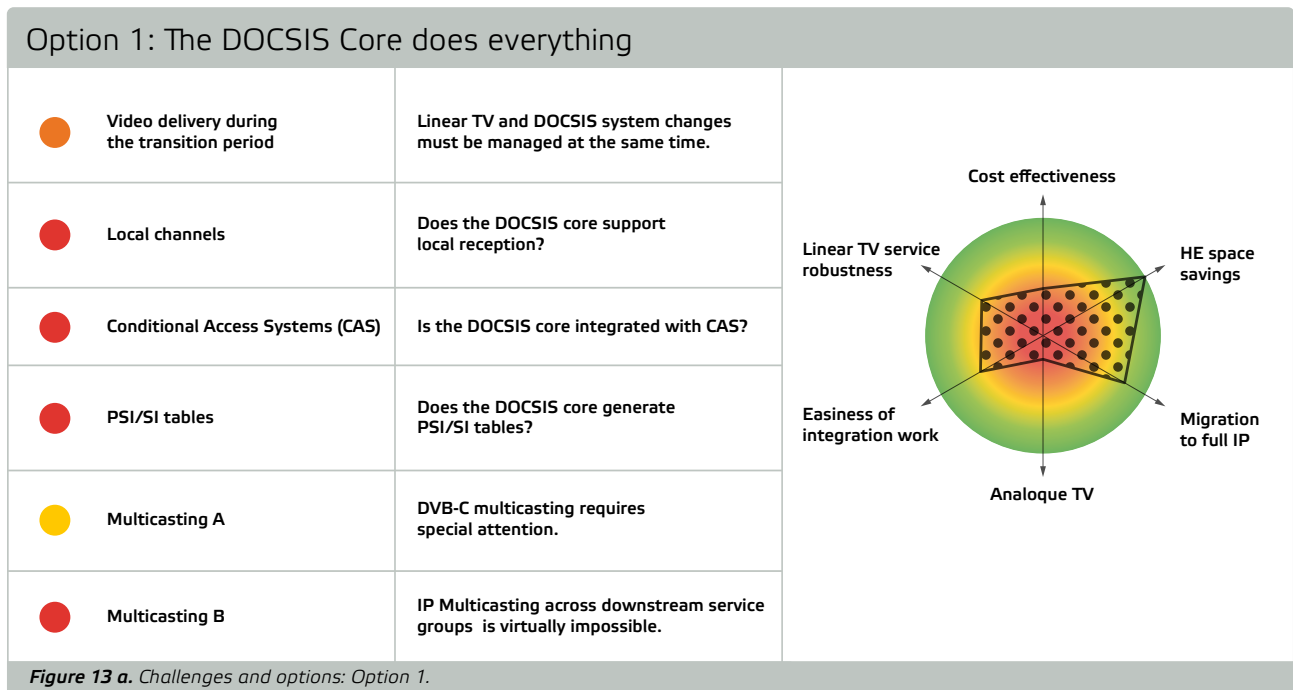 Option 1: The DOCSIS Core does everything
Video delivery during
the transition period
Linear TV and DOCSIS system changes
must be managed at the same time.
Local channels
Does the DOCSIS core support
local reception?
Conditional Access Systems (CAS)
Is the DOCSIS core integrated with CAS?
PSI/SI tables
Does the DOCSIS core generate
PSI/SI tables?
Multicasting A
DVB-C multicasting requires
special attention.
Multicasting B
IP Multicasting across downstream service
groups is virtually impossible.
Cost effectiveness
Linear TV service
robustness
HE space
savings
Easiness of
integration work
Migration
to full IP
Analoque TV
Figure 13 a. Challenges and options: Option 1.